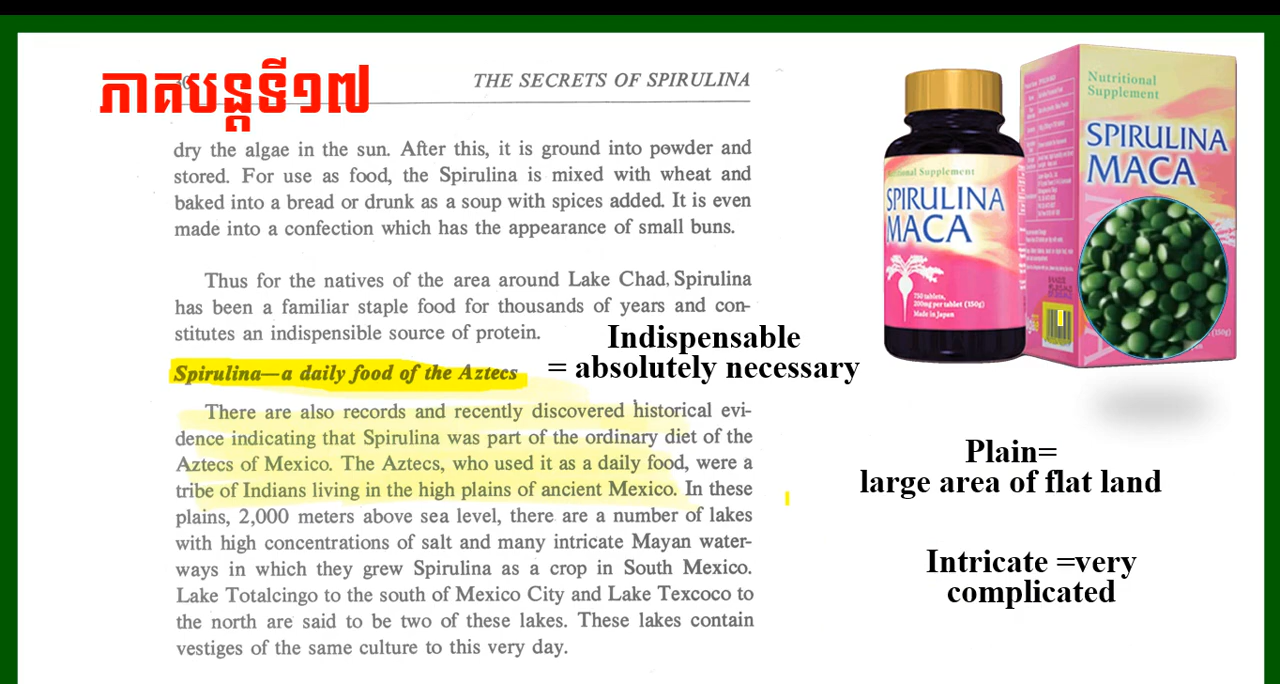 ភាគបន្តទី១៧
THE SECRETS OF SPIRULINA
dry the algae in the sun. After this, it is ground into powder and
stored. For use as food, the Spirulina is mixed with wheat and
baked into a bread or drunk as a soup with spices added. It is even
made into a confection which has the appearance of small buns.
Thus for the natives of the area around Lake Chad, Spirulina
has been a familiar staple food for thousands of years and con-
stitutes an indispensible source of protein.
Indispensable
= absolutely necessary
Spirulina—a daily food of the Aztecs
There are also records and recently discovered historical evi-
dence indicating that Spirulina was part of the ordinary diet of the
Aztecs of Mexico. The Aztecs, who used it as a daily food, were a
tribe of Indians living in the high plains of ancient Mexico. In these
plains, 2,000 meters above sea level, there are a number of lakes
with high concentrations of salt and many intricate Mayan water-
ways in which they grew Spirulina as a crop in South Mexico.
Lake Totalcingo to the south of Mexico City and Lake Texcoco to
the north are said to be two of these lakes. These lakes contain
vestiges of the same culture to this very day.
Nutritional Supplement
SPIRULINA
MACA
750 tablets,
200mg per tablet (150g)
Made in Japan
Nutritional
Supplement
SPIRULINA
MACA
Plain=
large area of flat land
Intricate =very
complicated